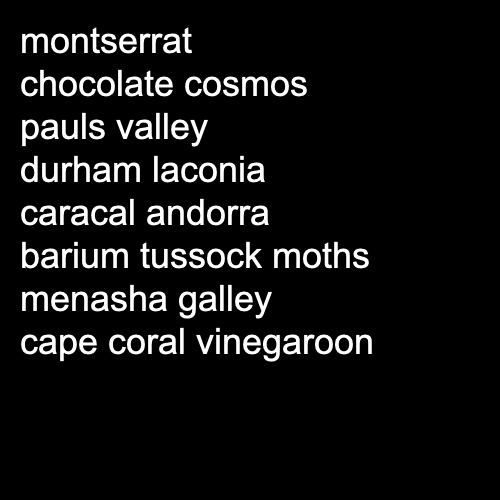 montserrat
chocolate cosmos
pauls valley
durham laconia
caracal andorra
barium tussock moths
menasha galley
cape coral vinegaroon